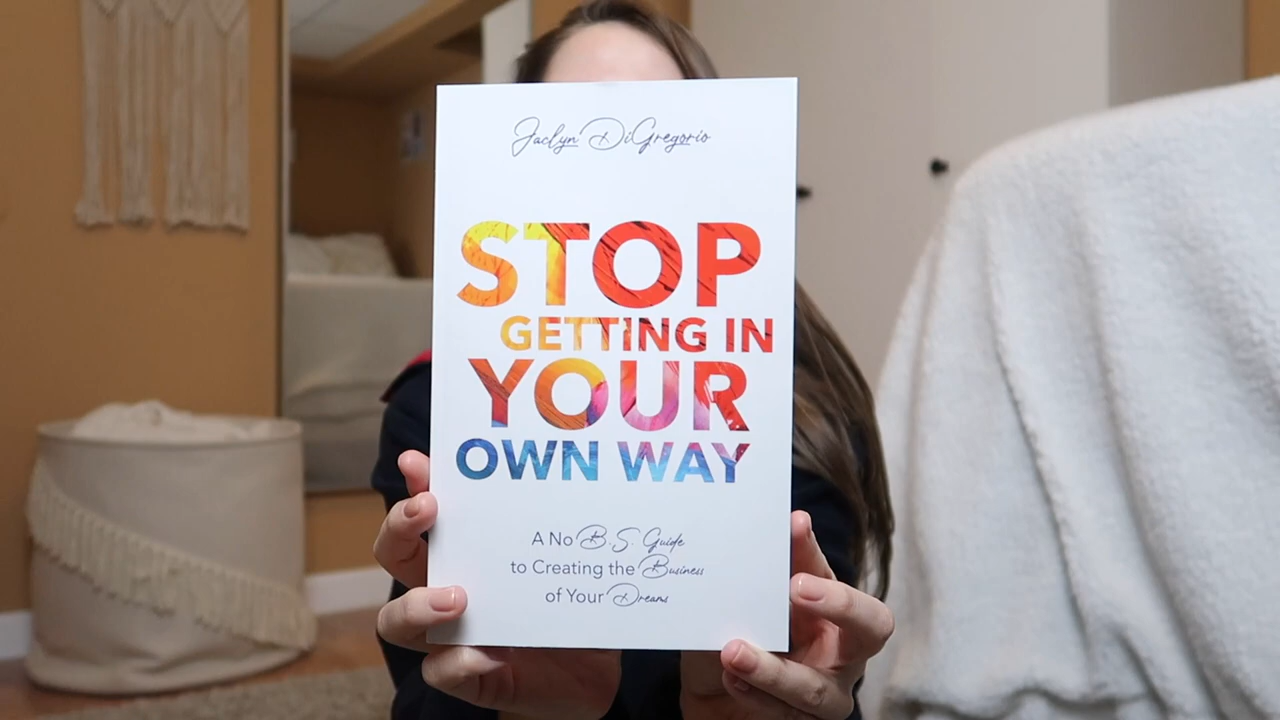 Jaclyn DiGregorio
STOP
GETTING IN
YOUR
OWN WAY
A No B.S. Guide
to Creating the Business
of Your Dreams